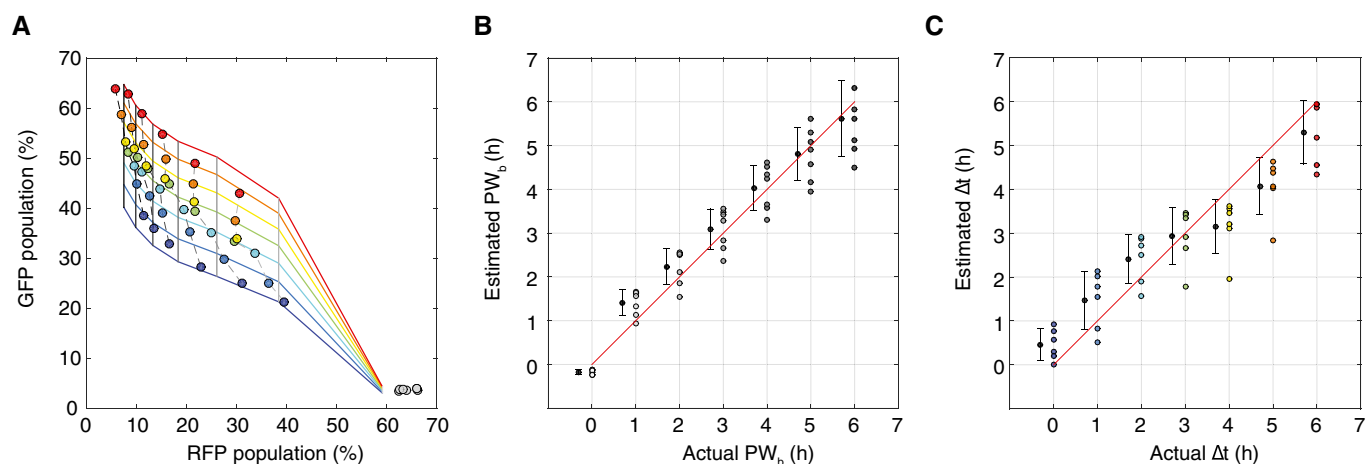 A
GFP population (%)
70
60
50
40
30
20
10
0
0 10 20 30 40 50 60 70
RFP population (%)
B
Estimated PW_b (h)
7
6
5
4
3
2
1
0
0 1 2 3 4 5 6 7
Actual PW_b (h)
C
Estimated Δt (h)
7
6
5
4
3
2
1
0
0 1 2 3 4 5 6 7
Actual Δt (h)